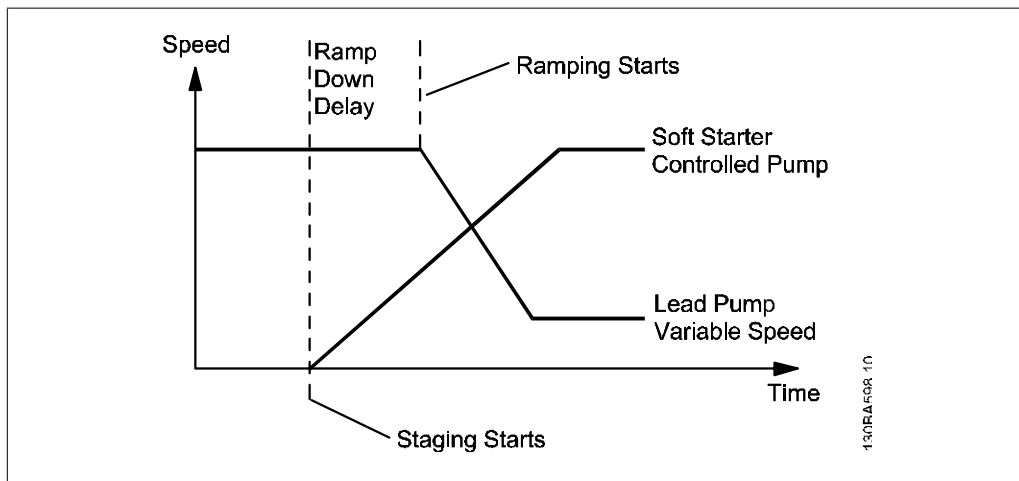 Speed
Ramp
Down
Delay
Ramping Starts
Soft Starter
Controlled Pump
Lead Pump
Variable Speed
Time
Staging Starts
130BA598.10